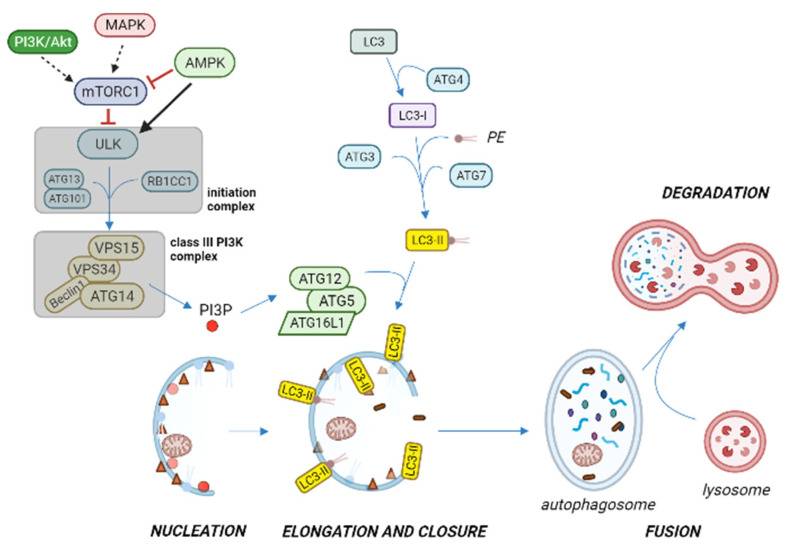 MAPK
PI3K/Akt
AMPK
mTORC1
ULK
ATG13
ATG101
RB1CC1
initiation
complex
VPS15
VPS34
Beclin1
ATG14
class III PI3K
complex
PI3P
LC3
ATG4
LC3-I
PE
ATG3
ATG7
LC3-II
ATG12
ATG5
ATG16L1
LC3-II
LC3-II
LC3-II
LC3-II
LC3-II
DEGRADATION
autophagosome
lysosome
NUCLEATION
ELONGATION AND CLOSURE
FUSION